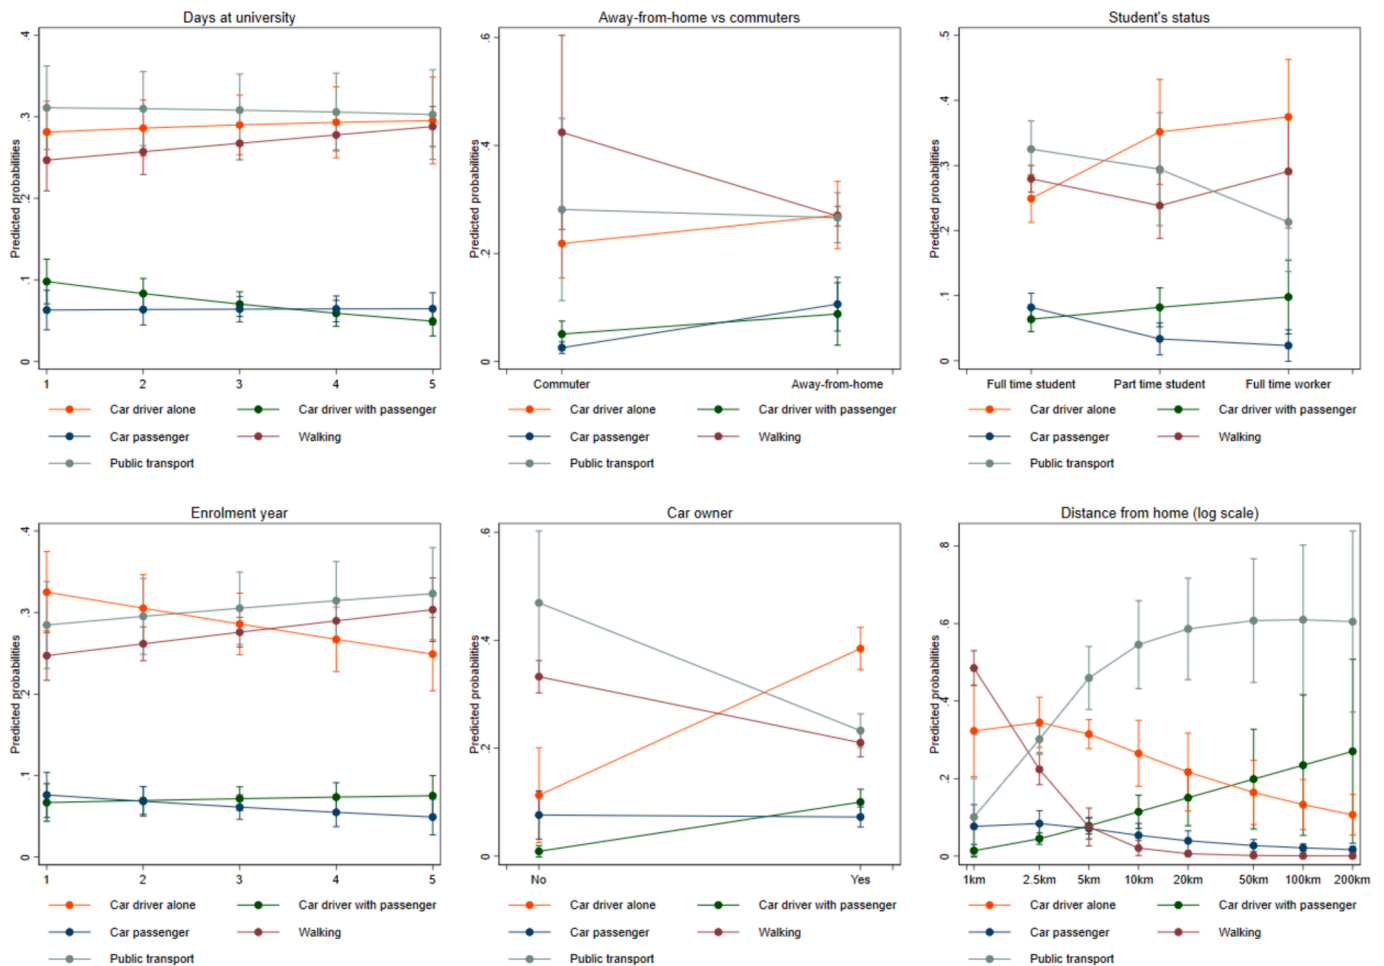 Days at university
Predicted probabilities
0 .1 .2 .3 .4
1 2 3 4 5
Car driver alone Car driver with passenger
Car passenger Walking
Public transport
Away-from-home vs commuters
Predicted probabilities
0 .2 .4 .6
Commuter Away-from-home
Car driver alone Car driver with passenger
Car passenger Walking
Public transport
Student's status
Predicted probabilities
0 .1 .2 .3 .4 .5
Full time student Part time student Full time worker
Car driver alone Car driver with passenger
Car passenger Walking
Public transport
Enrolment year
Predicted probabilities
0 .1 .2 .3 .4
1 2 3 4 5
Car driver alone Car driver with passenger
Car passenger Walking
Public transport
Car owner
Predicted probabilities
0 .2 .4 .6
No Yes
Car driver alone Car driver with passenger
Car passenger Walking
Public transport
Distance from home (log scale)
Predicted probabilities
0 .2 .4 .6 .8
1km 2.5km 5km 10km 20km 50km 100km 200km
Car driver alone Car driver with passenger
Car passenger Walking
Public transport